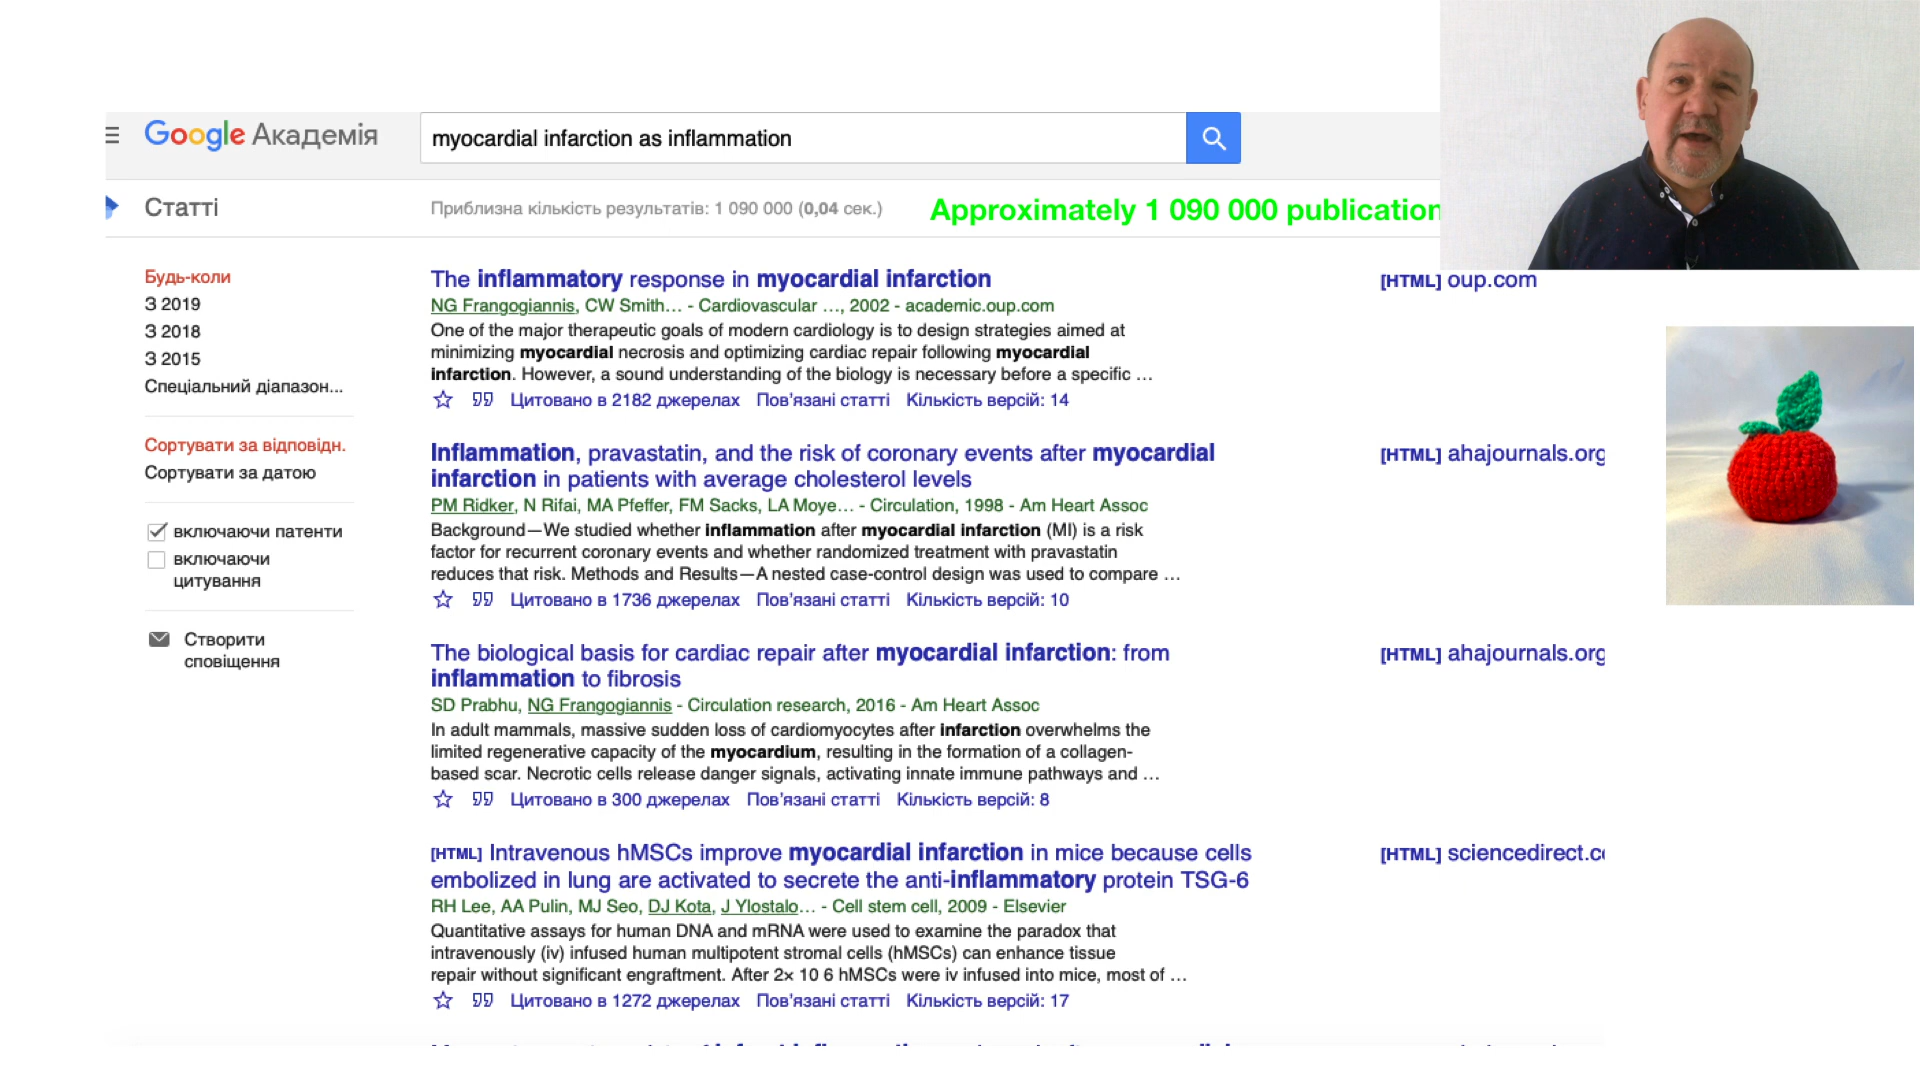 Google Академія
myocardial infarction as inflammation
Статті
Приблизна кількість результатів: 1 090 000 (0,04 сек.)
Approximately 1 090 000 publication
Будь-коли
З 2019
З 2018
З 2015
Спеціальний діапазон...
Сортувати за відповідн.
Сортувати за датою
включаючи патенти
включаючи
цитування
Створити
сповіщення
The inflammatory response in myocardial infarction
[HTML] oup.com
NG Frangogiannis, CW Smith… - Cardiovascular …, 2002 - academic.oup.com
One of the major therapeutic goals of modern cardiology is to design strategies aimed at
minimizing myocardial necrosis and optimizing cardiac repair following myocardial
infarction. However, a sound understanding of the biology is necessary before a specific …
Цитовано в 2182 джерелах Пов'язані статті Кількість версій: 14
Inflammation, pravastatin, and the risk of coronary events after myocardial
infarction in patients with average cholesterol levels
[HTML] ahajournals.org
PM Ridker, N Rifai, MA Pfeffer, FM Sacks, LA Moye… - Circulation, 1998 - Am Heart Assoc
Background—We studied whether inflammation after myocardial infarction (MI) is a risk
factor for recurrent coronary events and whether randomized treatment with pravastatin
reduces that risk. Methods and Results—A nested case-control design was used to compare …
Цитовано в 1736 джерелах Пов'язані статті Кількість версій: 10
The biological basis for cardiac repair after myocardial infarction: from
inflammation to fibrosis
[HTML] ahajournals.org
SD Prabhu, NG Frangogiannis - Circulation research, 2016 - Am Heart Assoc
In adult mammals, massive sudden loss of cardiomyocytes after infarction overwhelms the
limited regenerative capacity of the myocardium, resulting in the formation of a collagen-
based scar. Necrotic cells release danger signals, activating innate immune pathways and …
Цитовано в 300 джерелах Пов'язані статті Кількість версій: 8
[HTML] Intravenous hMSCs improve myocardial infarction in mice because cells
embolized in lung are activated to secrete the anti-inflammatory protein TSG-6
[HTML] sciencedirect.c
RH Lee, AA Pulin, MJ Seo, DJ Kota, J Ylostalo… - Cell stem cell, 2009 - Elsevier
Quantitative assays for human DNA and mRNA were used to examine the paradox that
intravenously (iv) infused human multipotent stromal cells (hMSCs) can enhance tissue
repair without significant engraftment. After 2× 10 6 hMSCs were iv infused into mice, most of …
Цитовано в 1272 джерелах Пов'язані статті Кількість версій: 17